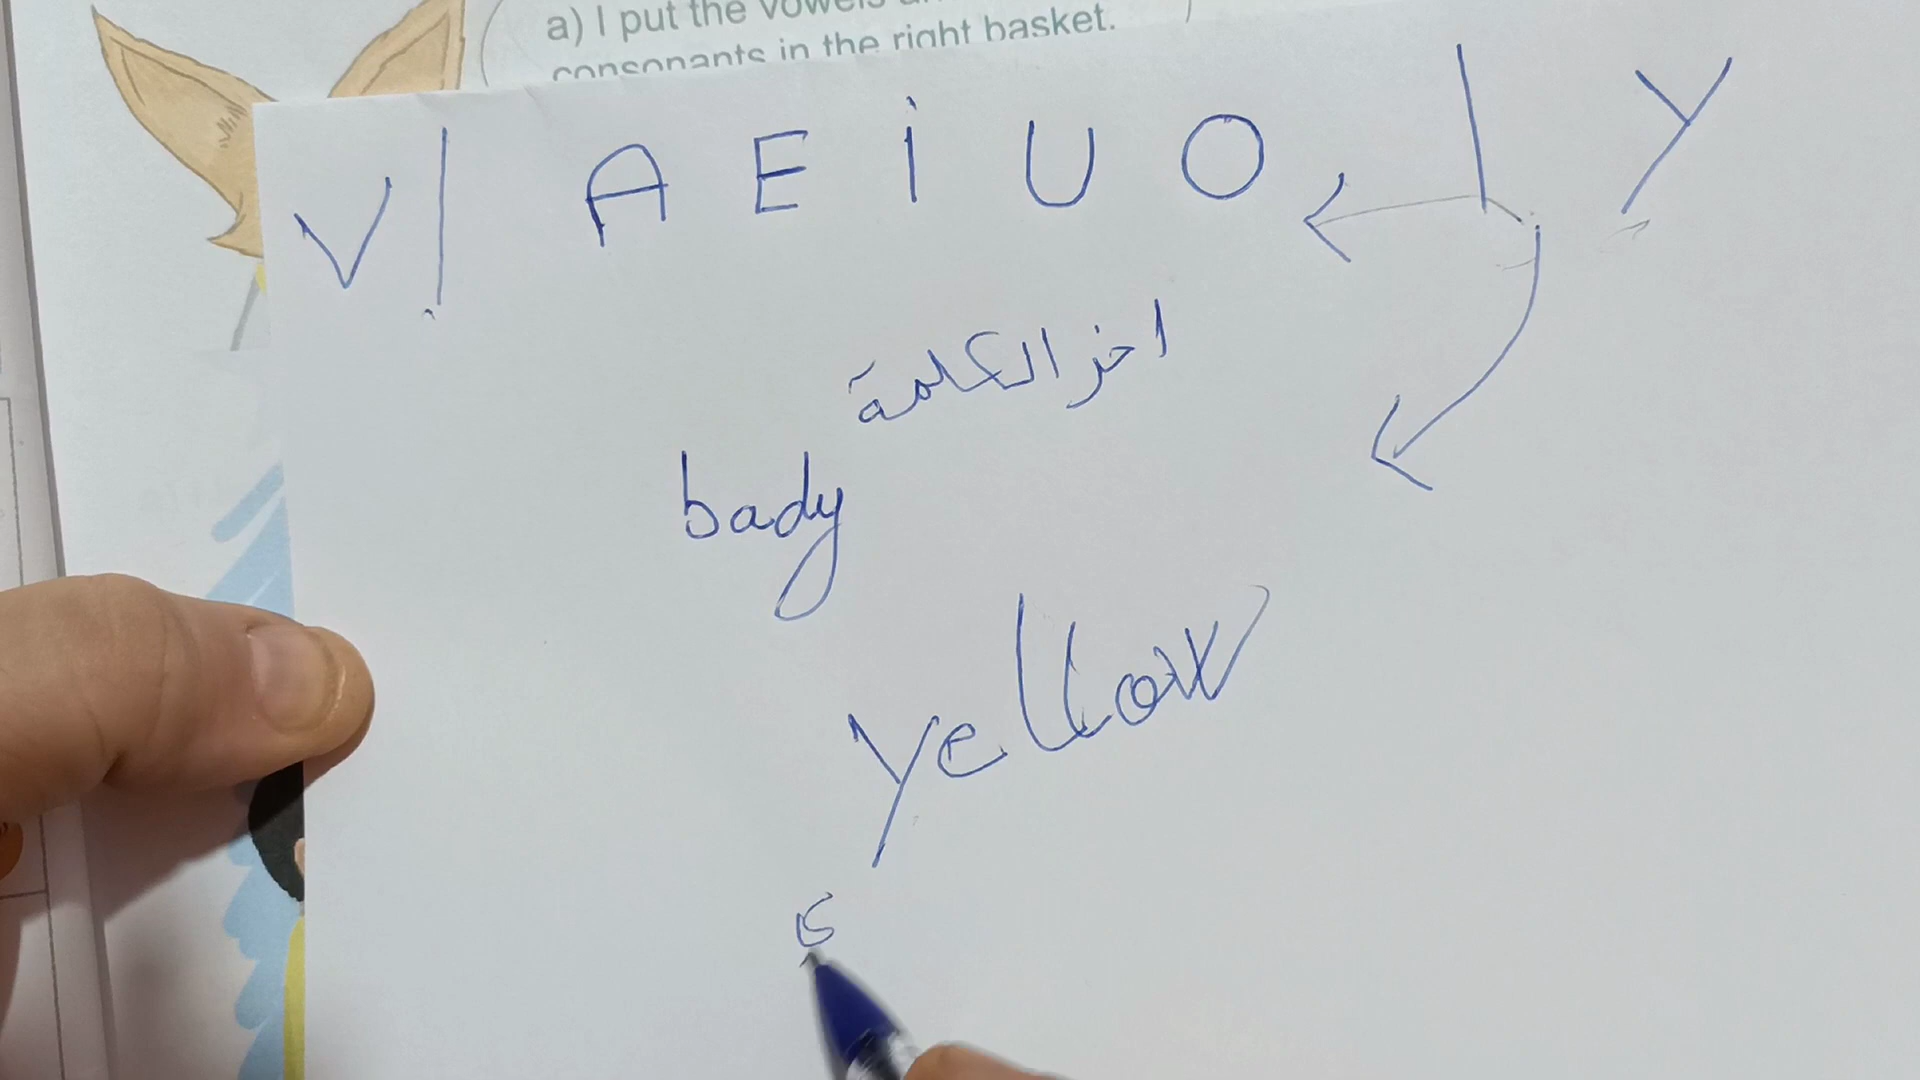 a) I put the vowels
consonants in the right basket.
V/ A E i U O Y
اخر الكلمة
bady
yellow
ي